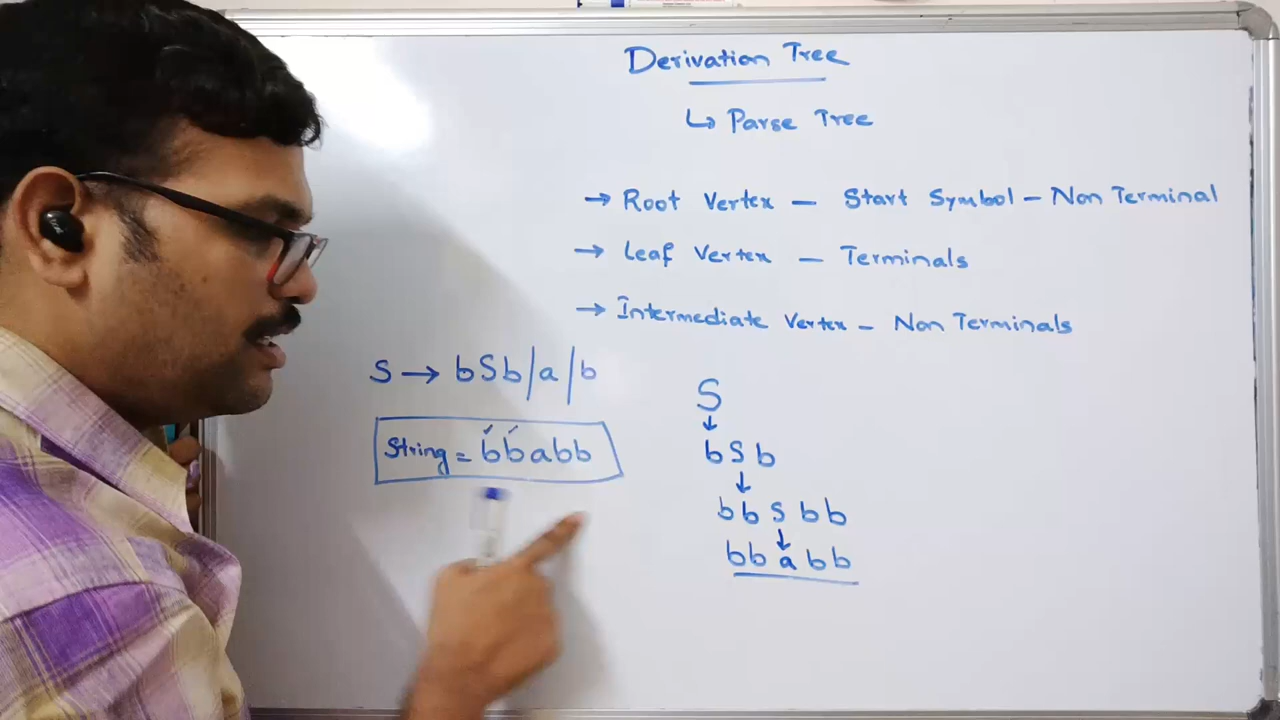 Derivation Tree
↳ Parse Tree
→ Root Vertex — Start Symbol - Non Terminal
→ Leaf Vertex — Terminals
→ Intermediate Vertex - Non Terminals
S → bSb/a/b
String = bbabb
S
↓
bSb
↓
bbsbb
↓
bbabb